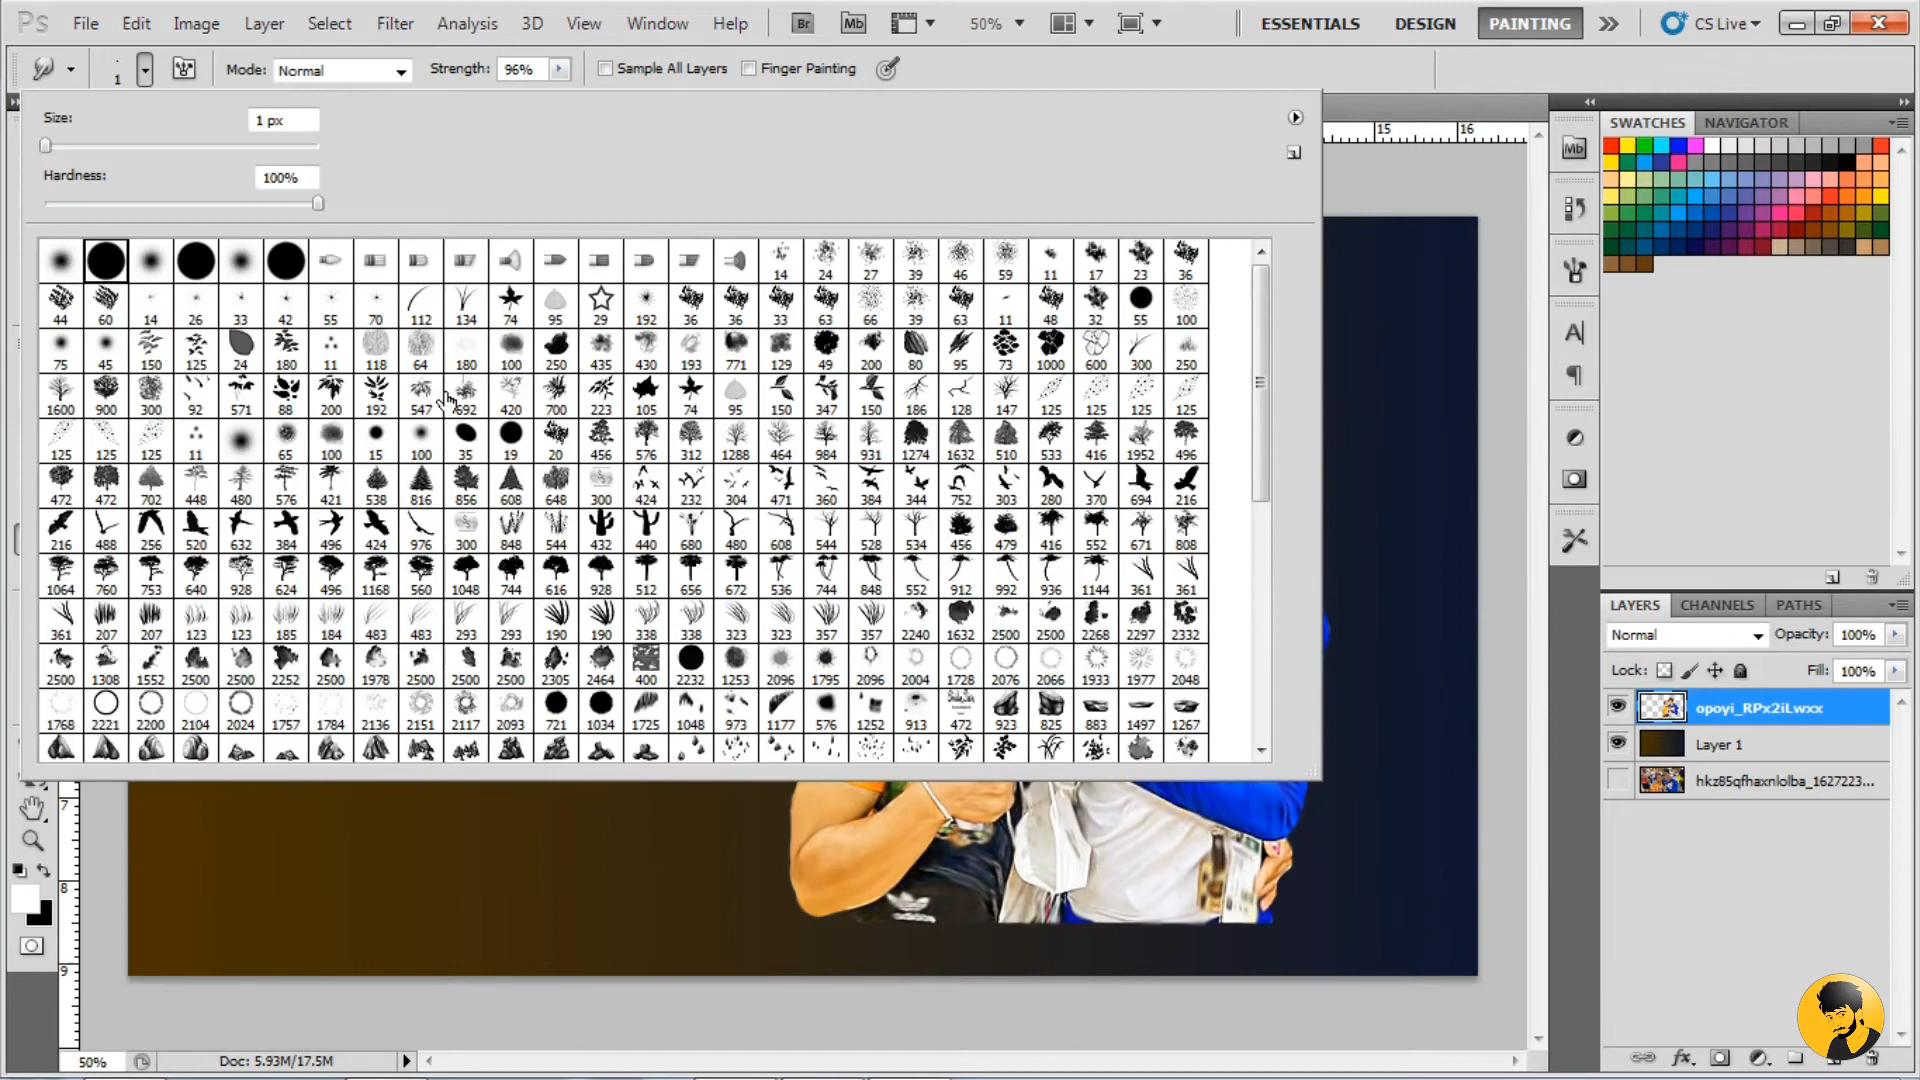 Ps File Edit Image Layer Select Filter Analysis 3D View Window Help Br Mb 50% ESSENTIALS DESIGN PAINTING CS Live
1 Mode: Normal Strength: 96% Sample All Layers Finger Painting
Size: 1 px
Hardness: 100%
15 16
SWATCHES NAVIGATOR
Mb
14 24 27 39 46 59 11 17 23 36
44 60 14 26 33 42 55 70 112 134 74 95 29 192 36 36 33 63 66 39 63 11 48 32 55 100
75 45 150 125 24 180 11 118 64 180 100 250 435 430 193 771 129 49 200 80 95 73 1000 600 300 250
1600 900 300 92 571 88 200 192 547 692 420 700 223 105 74 95 150 347 150 186 128 147 125 125 125 125
125 125 125 11 65 100 15 100 35 19 20 456 576 312 1288 464 984 931 1274 1632 510 533 416 1952 496
472 472 702 448 480 576 421 538 816 856 608 648 300 424 232 304 471 360 384 344 752 303 280 370 694 216
216 488 256 520 632 384 496 424 976 300 848 544 432 440 680 480 608 544 528 534 456 479 416 552 671 808
1064 760 753 640 928 624 496 1168 560 1048 744 616 928 512 656 672 536 744 848 552 912 992 936 1144 361 361
361 207 207 123 123 185 184 483 483 293 293 190 190 338 338 323 323 357 357 2240 1632 2500 2500 2268 2297 2332
2500 1308 1552 2500 2500 2252 2500 1978 2500 2500 2500 2305 2464 400 2232 1253 2096 1795 2096 2004 1728 2076 2066 1933 1977 2048
1768 2221 2200 2104 2024 1757 1784 2136 2151 2117 2093 721 1034 1725 1048 973 1177 576 1252 913 472 923 825 883 1497 1267
LAYERS CHANNELS PATHS
Normal Opacity: 100%
Lock: Fill: 100%
opoyi_RPx2iLwxx
Layer 1
hkz85qfhaxnlolba_1627223...
7
8
9
adidas
50% Doc: 5.93M/17.5M
fx